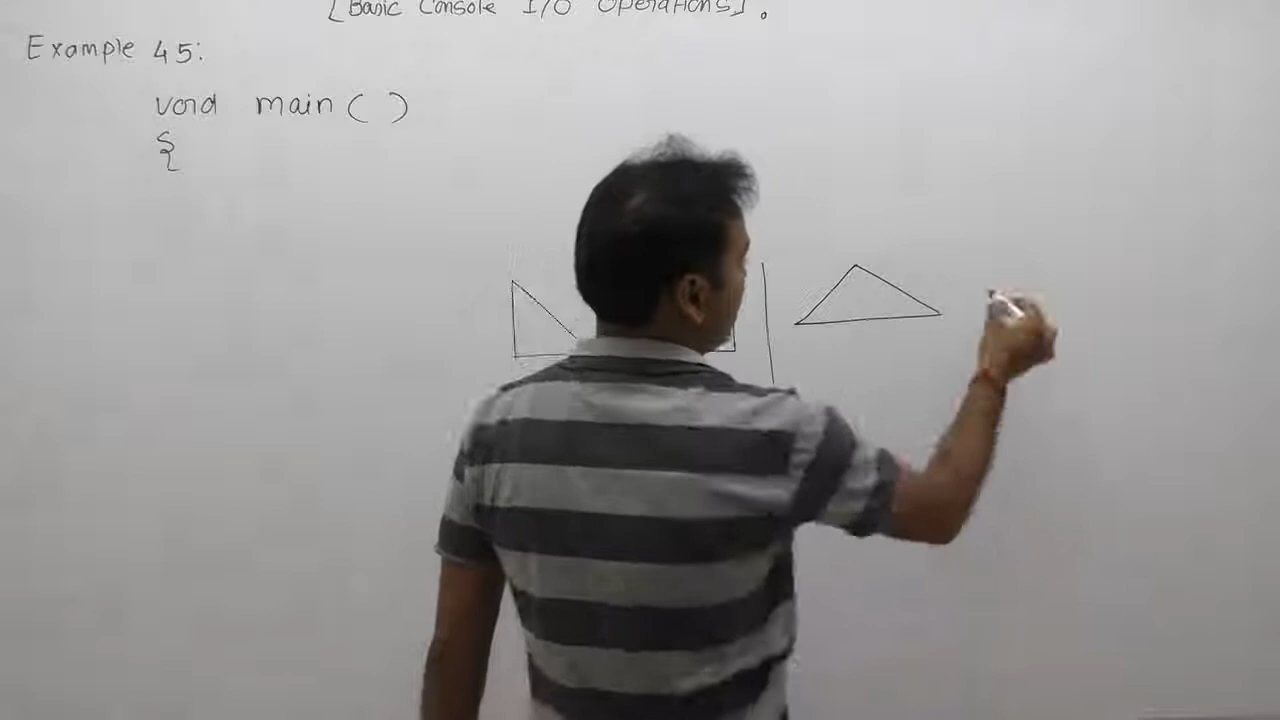 [Basic Console I/O Operations].
Example 45:
void main( )
{